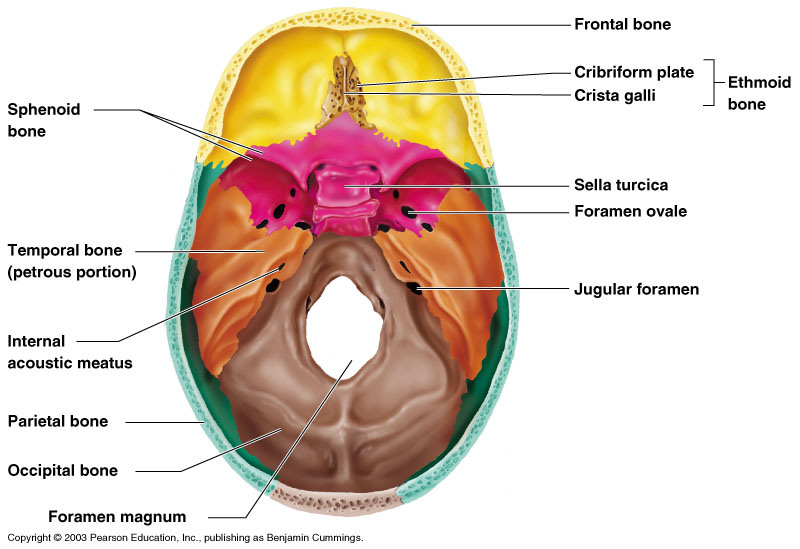 Frontal bone
Cribriform plate
Crista galli
Ethmoid
bone
Sphenoid
bone
Sella turcica
Foramen ovale
Temporal bone
(petrous portion)
Jugular foramen
Internal
acoustic meatus
Parietal bone
Occipital bone
Foramen magnum
Copyright © 2003 Pearson Education, Inc., publishing as Benjamin Cummings.